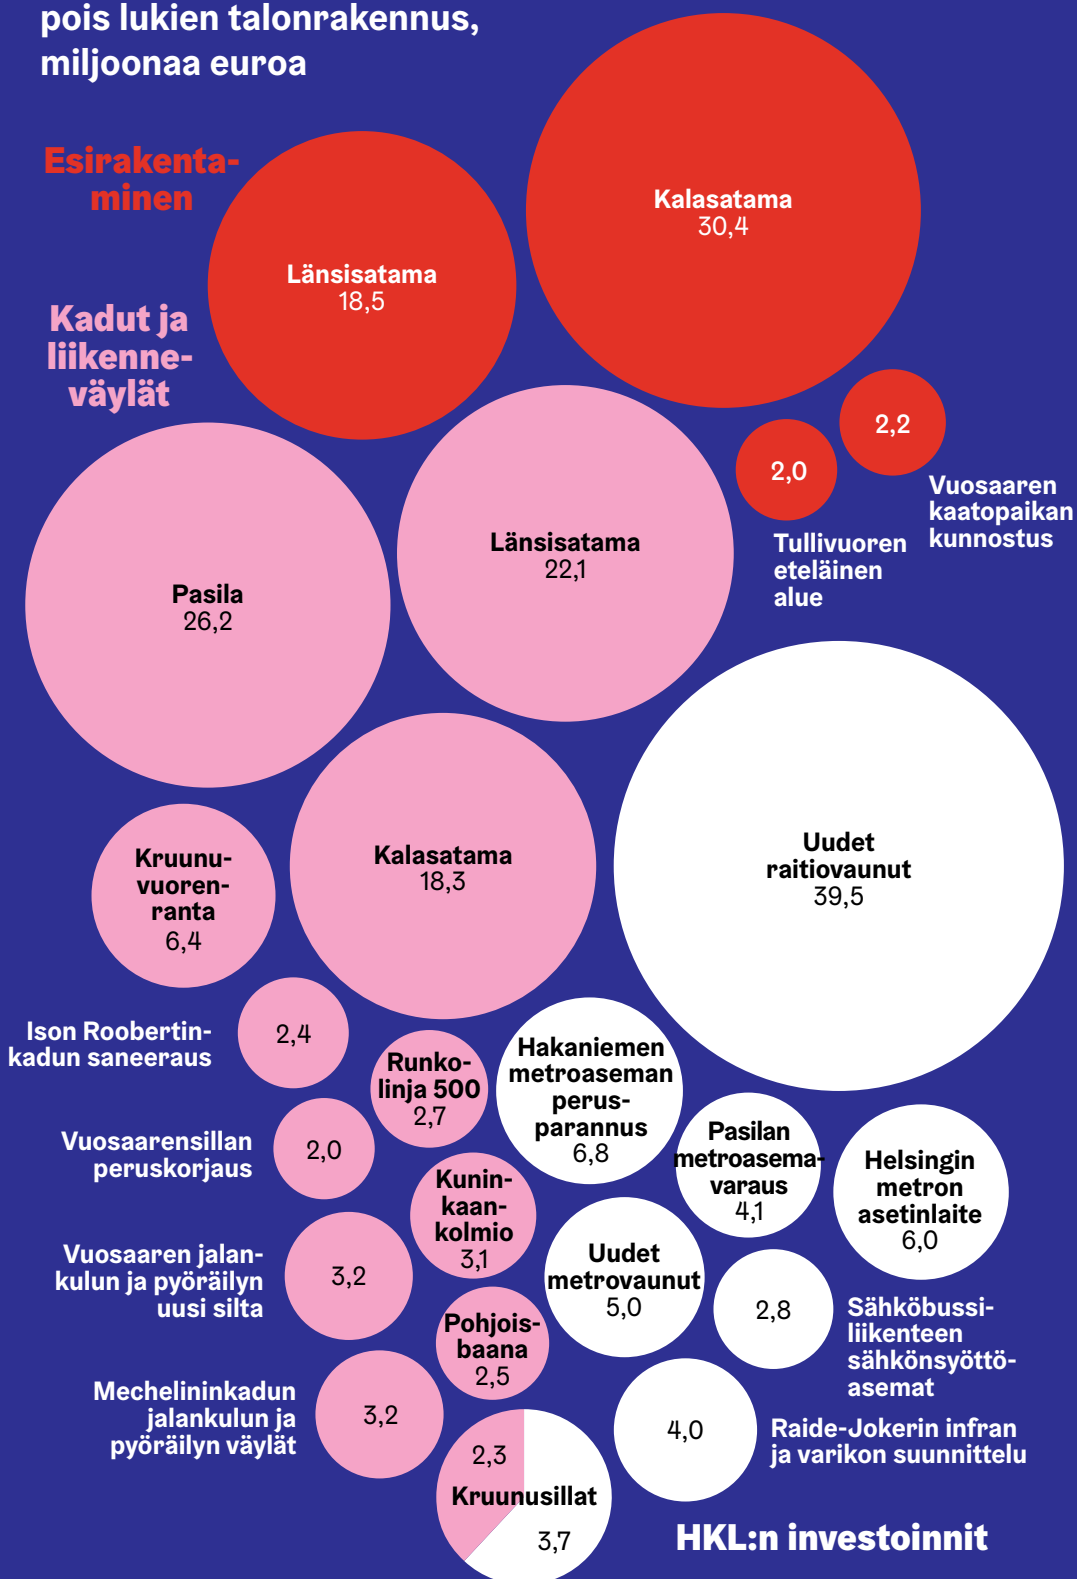 pois lukien talonrakennus,
miljoonaa euroa
Esirakenta-
minen
Kalasatama
30,4
Länsisatama
18,5
2,2
Vuosaaren
kaatopaikan
kunnostus
2,0
Tullivuoren
eteläinen
alue
Kadut ja
liikenne-
väylät
Länsisatama
22,1
Pasila
26,2
Kalasatama
18,3
Uudet
raitiovaunut
39,5
Kruunu-
vuoren-
ranta
6,4
Ison Roobertin-
kadun saneeraus
2,4
Runko-
linja 500
2,7
Hakaniemen
metroaseman
perus-
parannus
6,8
Pasilan
metroasema-
varaus
4,1
Helsingin
metron
asetinlaite
6,0
Vuosaarensillan
peruskorjaus
2,0
Kunin-
kaan-
kolmio
3,1
Uudet
metrovaunut
5,0
Vuosaaren jalan-
kulun ja pyöräilyn
uusi silta
3,2
2,8
Sähköbussi-
liikenteen
sähkönsyöttö-
asemat
Pohjois-
baana
2,5
Mechelininkadun
jalankulun ja
pyöräilyn väylät
3,2
4,0
Raide-Jokerin infran
ja varikon suunnittelu
2,3
Kruunusillat
3,7
HKL:n investoinnit